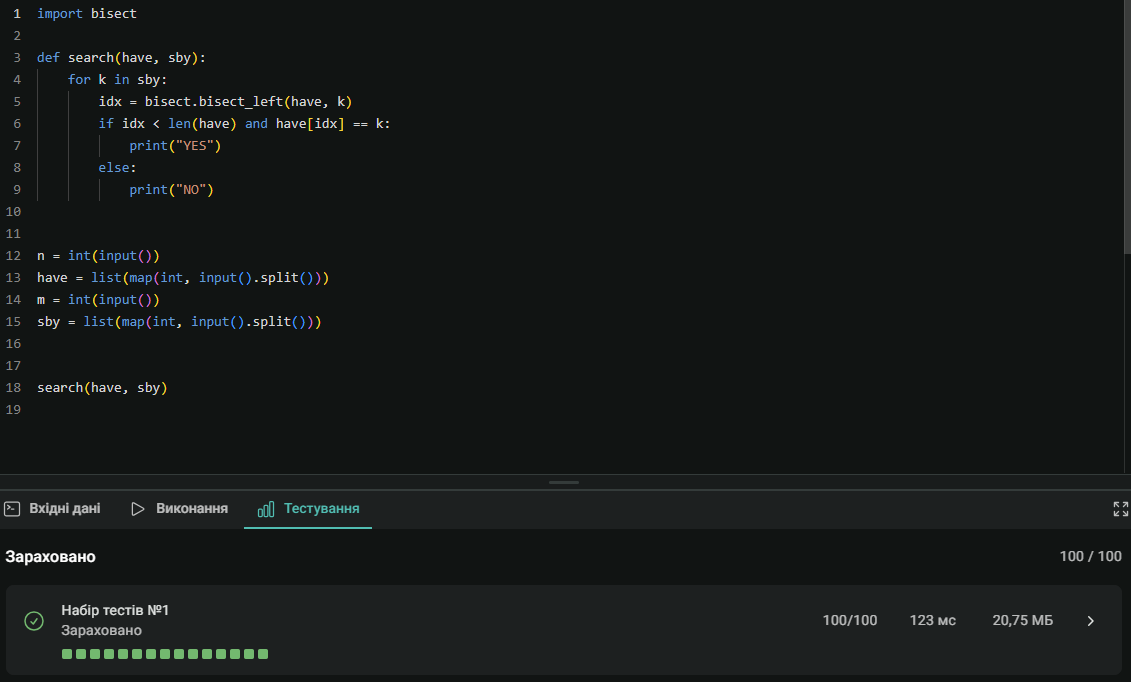 1 import bisect
2
3 def search(have, sby):
4     for k in sby:
5         idx = bisect.bisect_left(have, k)
6         if idx < len(have) and have[idx] == k:
7             print("YES")
8         else:
9             print("NO")
10
11
12 n = int(input())
13 have = list(map(int, input().split()))
14 m = int(input())
15 sby = list(map(int, input().split()))
16
17
18 search(have, sby)
19
Вхідні дані Виконання Тестування
Зараховано 100 / 100
Набір тестів №1
Зараховано 100/100 123 мс 20,75 МБ